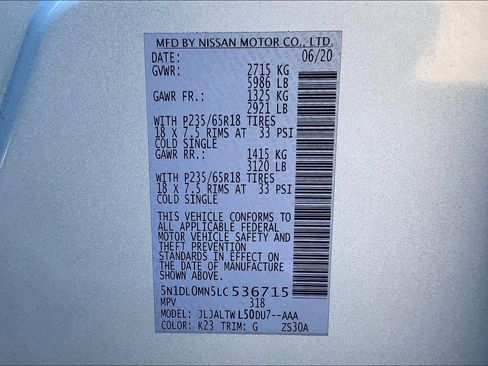 MFD BY NISSAN MOTOR CO., LTD.
DATE: 06/20
GVWR: 2715 KG
5986 LB
GAWR FR.: 1325 KG
2921 LB
WITH P235/65R18 TIRES
18 X 7.5 RIMS AT 33 PSI
COLD SINGLE
GAWR RR.: 1415 KG
3120 LB
WITH P235/65R18 TIRES
18 X 7.5 RIMS AT 33 PSI
COLD SINGLE
THIS VEHICLE CONFORMS TO
ALL APPLICABLE FEDERAL
MOTOR VEHICLE SAFETY AND
THEFT PREVENTION
STANDARDS IN EFFECT ON
THE DATE OF MANUFACTURE
SHOWN ABOVE.
5N1DL0MN5LC536715
MPV 318
MODEL: JLJALTW L50DU7--AAA
COLOR: K23 TRIM: G ZS30A